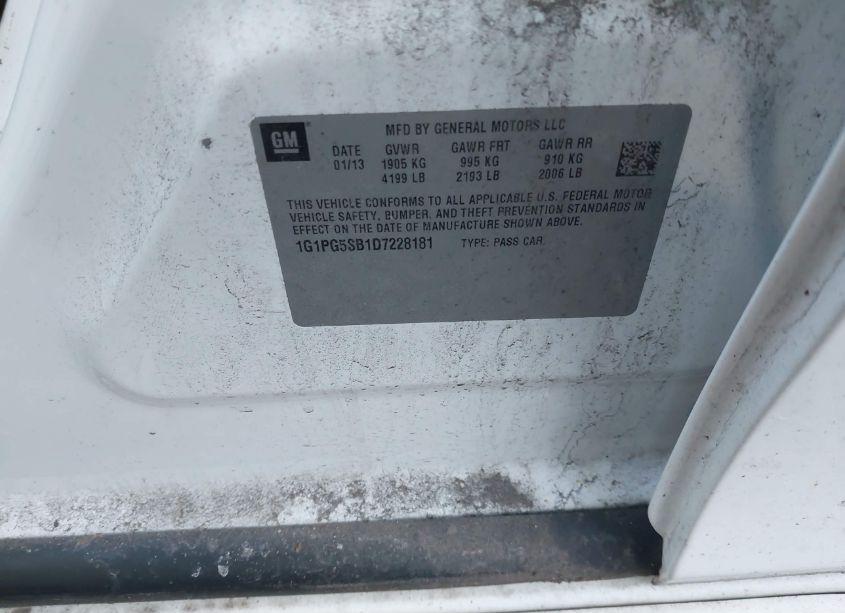 GM
MFD BY GENERAL MOTORS LLC
DATE GVWR GAWR FRT GAWR RR
01/13 1905 KG 995 KG 910 KG
4199 LB 2193 LB 2006 LB
THIS VEHICLE CONFORMS TO ALL APPLICABLE U.S. FEDERAL MOTOR
VEHICLE SAFETY, BUMPER, AND THEFT PREVENTION STANDARDS IN
EFFECT ON THE DATE OF MANUFACTURE SHOWN ABOVE.
1G1PG5SB1D7228181 TYPE: PASS CAR